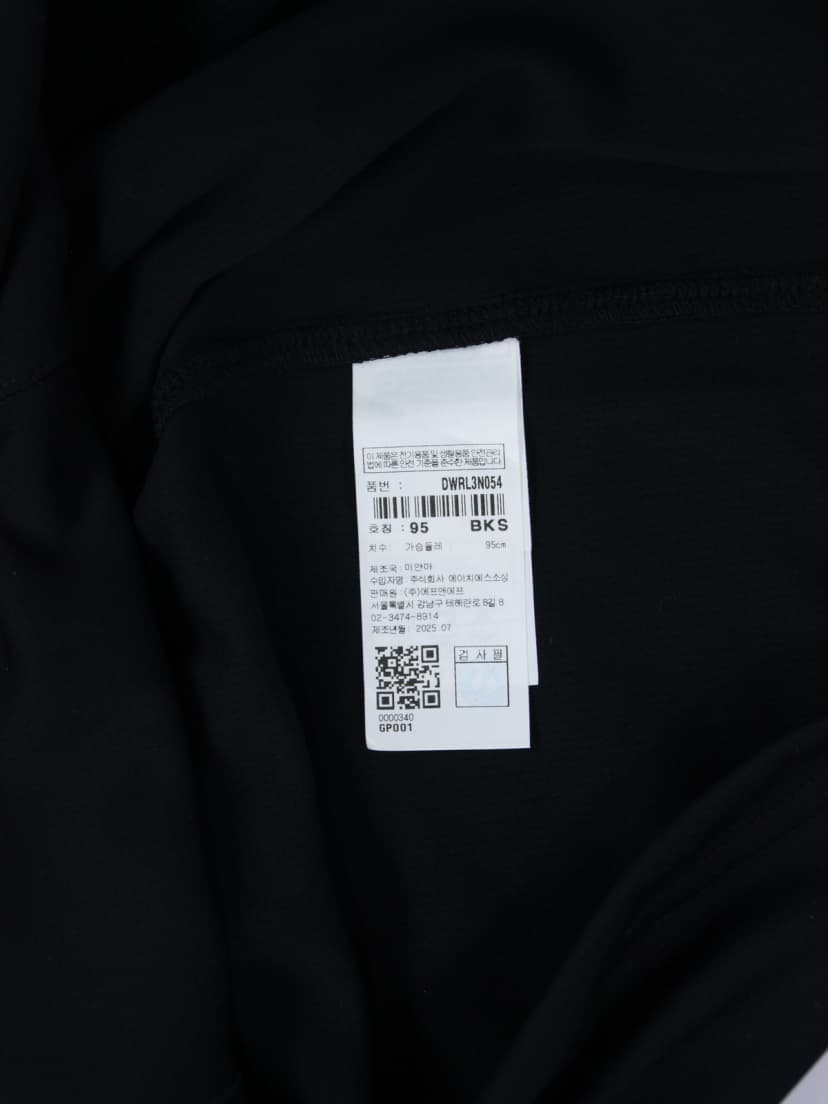 이 제품은 전기용품 및 생활용품 안전관리
법에 따른 안전 기준을 준수한 제품입니다
품번 : DWRL3N054
호칭 : 95 BKS
치수 가슴둘레 95cm
제조국 : 미얀마
수입자명 : 주식회사 에이치에스소싱
판매원 : (주)에프앤에프
서울특별시 강남구 테헤란로 8길 8
02-3474-8914
제조년월 : 2025.07
검 사 필
0000340
GP001